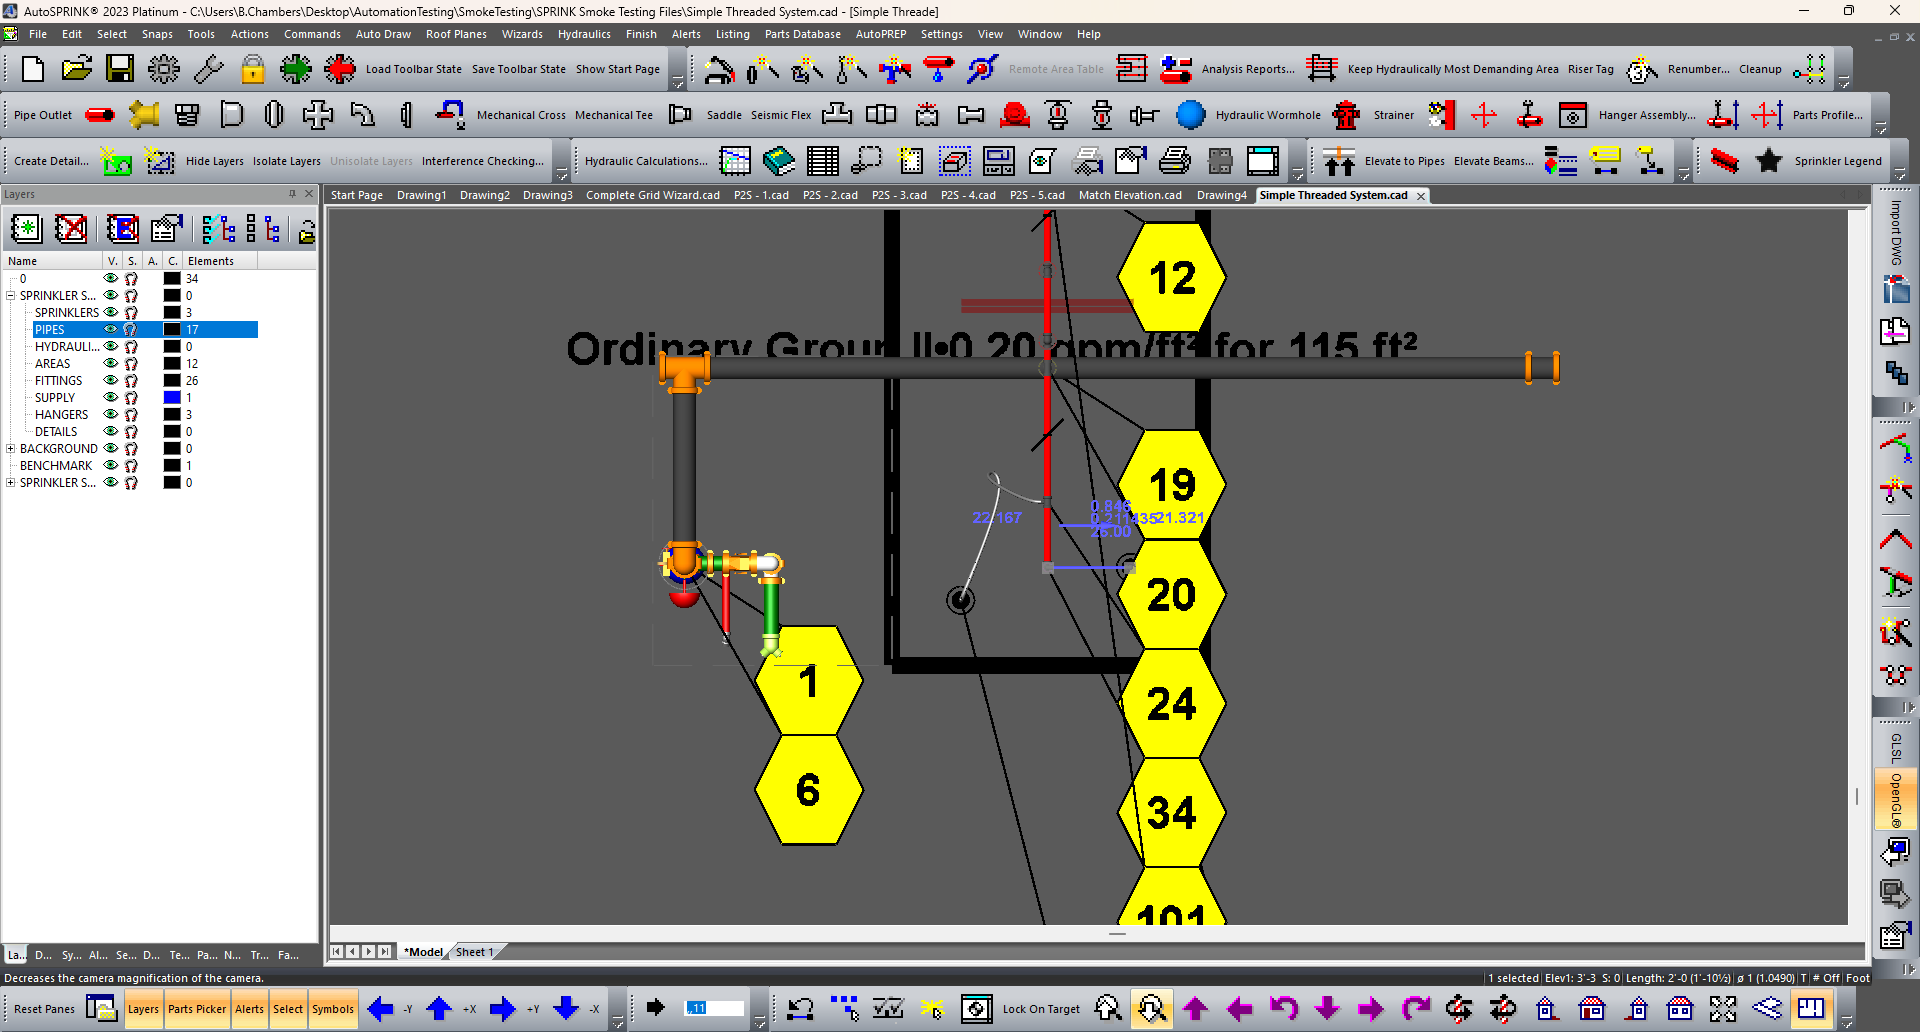 AutoSPRINK® 2023 Platinum - C:\Users\B.Chambers\Desktop\AutomationTesting\SmokeTesting\SPRINK Smoke Testing Files\Simple Threaded System.cad - [Simple Threade]
File Edit Select Snaps Tools Actions Commands Auto Draw Roof Planes Wizards Hydraulics Finish Alerts Listing Parts Database AutoPREP Settings View Window Help
Load Toolbar State Save Toolbar State Show Start Page Remote Area Table Analysis Reports... Keep Hydraulically Most Demanding Area Riser Tag Renumber... Cleanup
Pipe Outlet Mechanical Cross Mechanical Tee Saddle Seismic Flex Hydraulic Wormhole Strainer Hanger Assembly... Parts Profile...
Create Detail... Hide Layers Isolate Layers Unisolate Layers Interference Checking... Hydraulic Calculations... Elevate to Pipes Elevate Beams... Sprinkler Legend
Layers
Start Page Drawing1 Drawing2 Drawing3 Complete Grid Wizard.cad P2S - 1.cad P2S - 2.cad P2S - 3.cad P2S - 4.cad P2S - 5.cad Match Elevation.cad Drawing4 Simple Threaded System.cad
Name V. S. A. C. Elements
0 34
SPRINKLER S... 0
SPRINKLERS 3
PIPES 17
HYDRAULI... 0
AREAS 12
FITTINGS 26
SUPPLY 1
HANGERS 3
DETAILS 0
BACKGROUND 0
BENCHMARK 1
SPRINKLER S... 0
12
Ordinary Group II•0.20 gpm/ft² for 115 ft²
19
0.846
22.167
0.211435
21.321
26.00
20
1
24
6
34
101
Import DWG
GLSL
OpenGL®
*Model Sheet 1
La... D... Sy... Al... Se... D... Te... Pa... N... Tr... Fa...
Decreases the camera magnification of the camera.
1 selected Elev1: 3'-3 S: 0 Length: 2'-0 (1'-10½) ø 1 (1.0490) T # Off Foot
Reset Panes Layers Parts Picker Alerts Select Symbols -Y +X +Y -X ,,11 Lock On Target